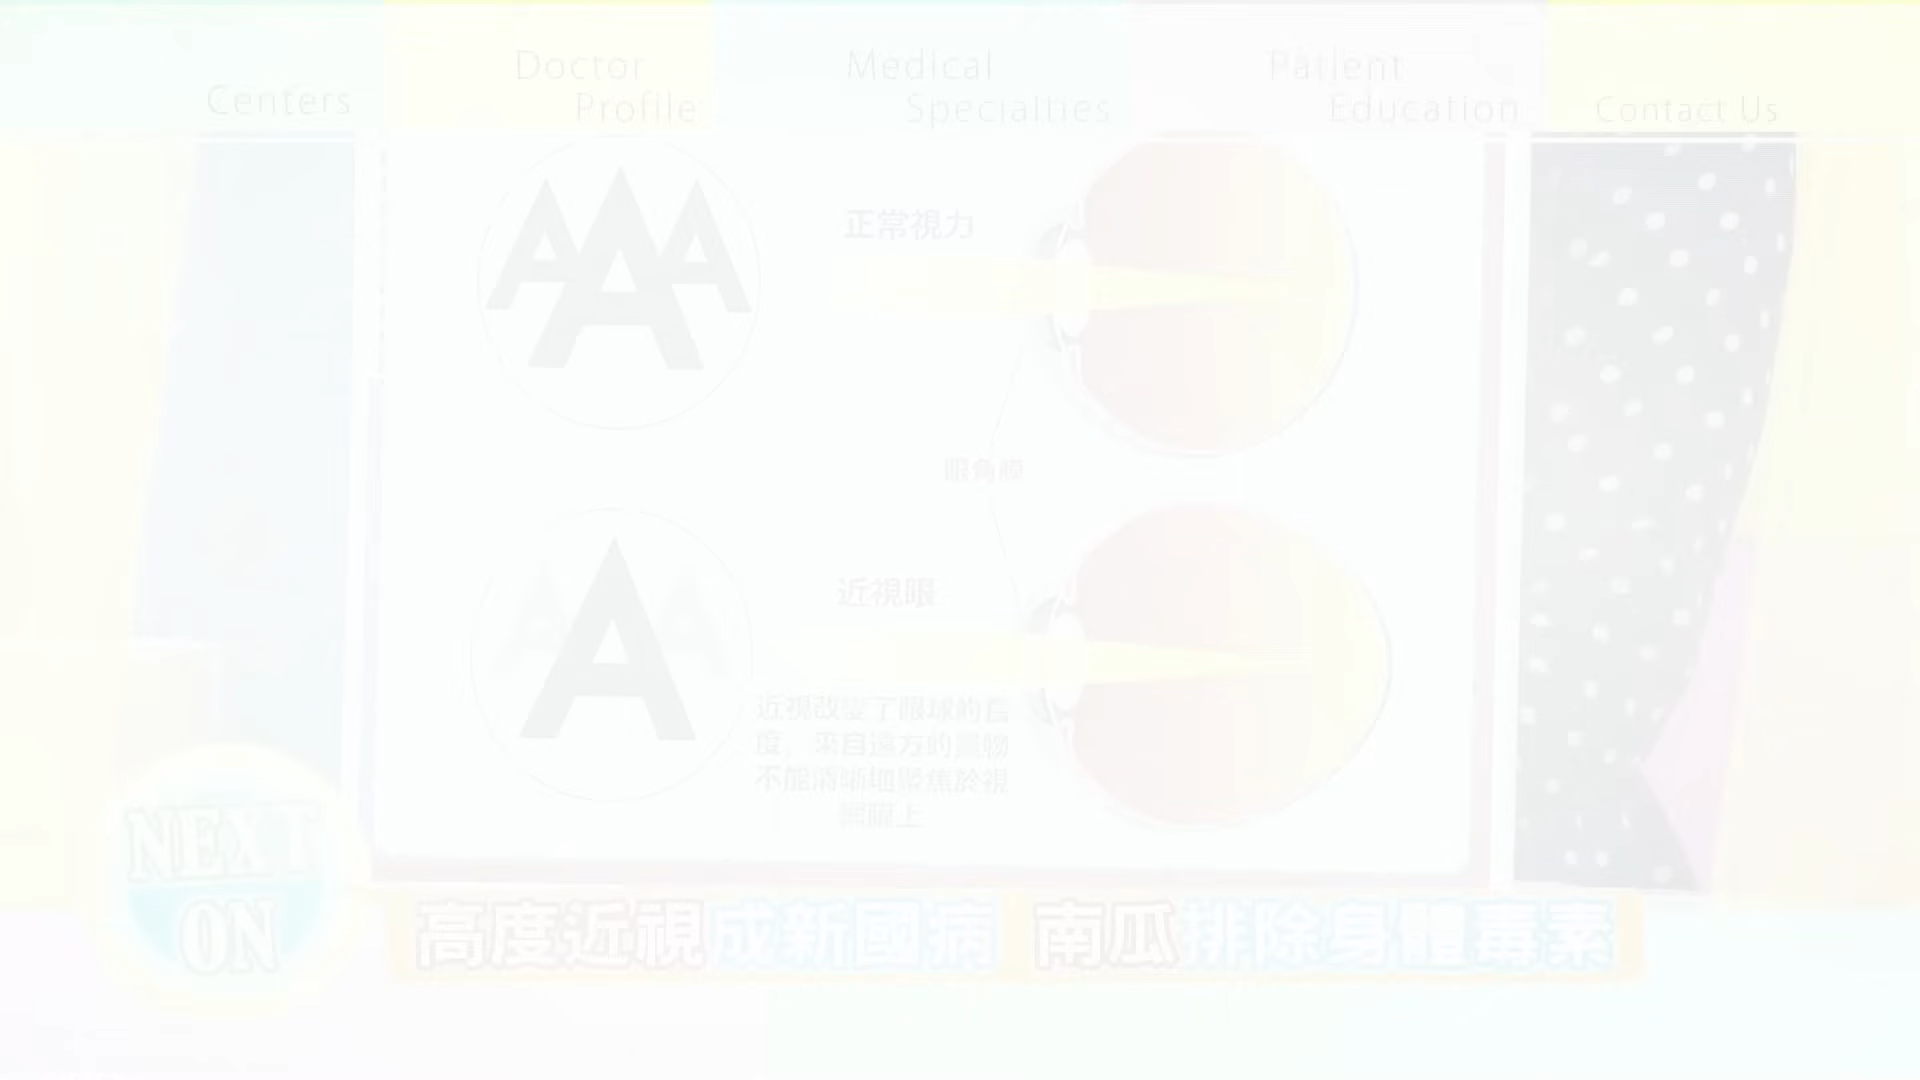 Centers
Doctor
Profile
Medical
Specialties
Patient
Education
Contact Us
AAA
正常視力
眼角膜
A
A A
近視眼
近視改變了眼球的長
度，來自遠方的景物
不能清晰地聚焦於視
網膜上
NEXT
ON
高度近視成新國病 南瓜排除身體毒素